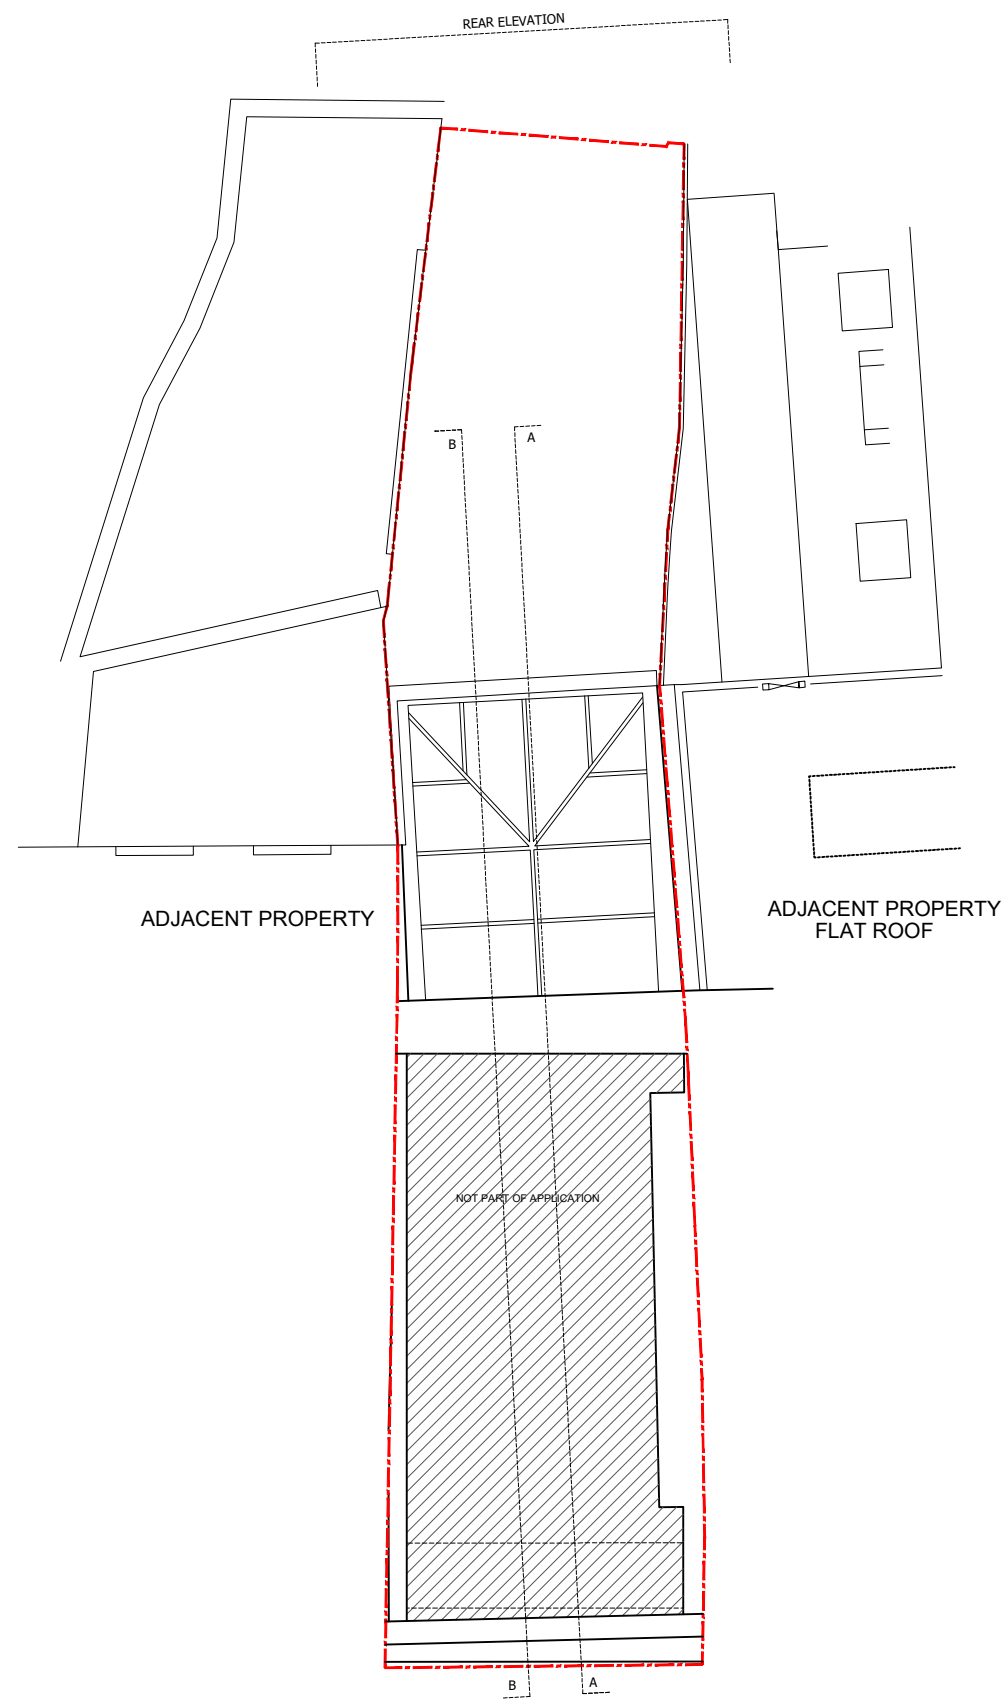 REAR ELEVATION
B
A
ADJACENT PROPERTY
ADJACENT PROPERTY
FLAT ROOF
NOT PART OF APPLICATION
B
A